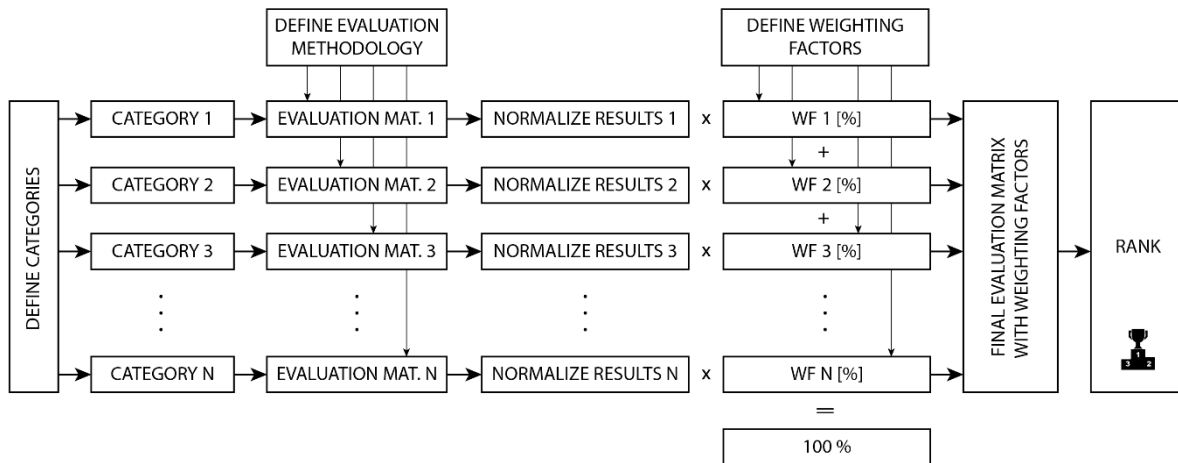 DEFINE EVALUATION
METHODOLOGY
DEFINE WEIGHTING
FACTORS
DEFINE CATEGORIES
CATEGORY 1
EVALUATION MAT. 1
NORMALIZE RESULTS 1
x
WF 1 [%]
+
CATEGORY 2
EVALUATION MAT. 2
NORMALIZE RESULTS 2
x
WF 2 [%]
+
CATEGORY 3
EVALUATION MAT. 3
NORMALIZE RESULTS 3
x
WF 3 [%]
CATEGORY N
EVALUATION MAT. N
NORMALIZE RESULTS N
x
WF N [%]
=
100 %
FINAL EVALUATION MATRIX
WITH WEIGHTING FACTORS
RANK
1
3 2